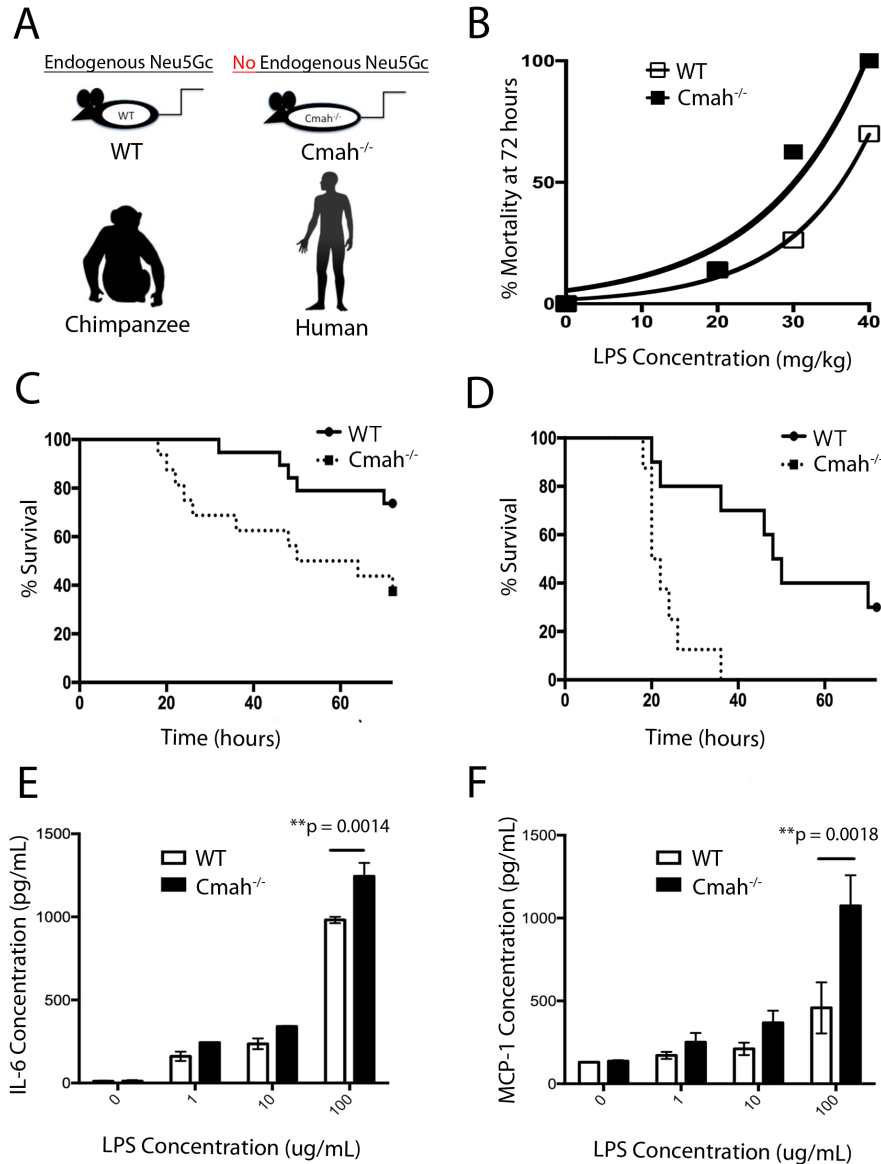 A
Endogenous Neu5Gc
No Endogenous Neu5Gc
WT
Cmah-/-
WT
Cmah-/-
Chimpanzee
Human
B
% Mortality at 72 hours
100
50
0
WT
Cmah-/-
0 10 20 30 40
LPS Concentration (mg/kg)
C
% Survival
100
80
60
40
20
0
WT
Cmah-/-
0 20 40 60
Time (hours)
D
% Survival
100
80
60
40
20
0
WT
Cmah-/-
0 20 40 60
Time (hours)
E
IL-6 Concentration (pg/mL)
1500
1000
500
0
WT
Cmah-/-
**p = 0.0014
0 1 10 100
LPS Concentration (ug/mL)
F
MCP-1 Concentration (pg/mL)
1500
1000
500
0
WT
Cmah-/-
**p = 0.0018
0 1 10 100
LPS Concentration (ug/mL)